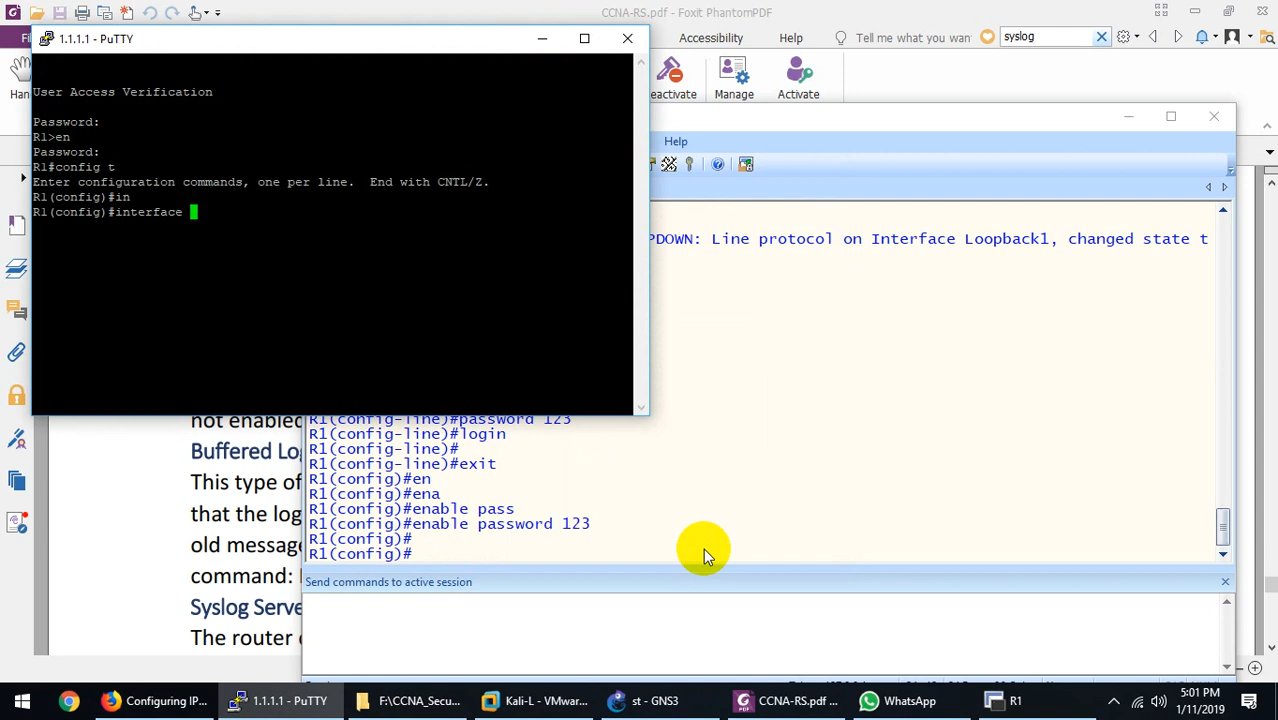 CCNA-RS.pdf - Foxit PhantomPDF
1.1.1.1 - PuTTY
Accessibility
Help
Tell me what you want
syslog
Han
eactivate
Manage
Activate
User Access Verification
Password:
R1>en
Password:
R1#config t
Enter configuration commands, one per line.  End with CNTL/Z.
R1(config)#in
R1(config)#interface
Help
PDOWN: Line protocol on Interface Loopback1, changed state t
R1(config-line)#password 123
R1(config-line)#login
R1(config-line)#
R1(config-line)#exit
R1(config)#en
R1(config)#ena
R1(config)#enable pass
R1(config)#enable password 123
R1(config)#
R1(config)#
Send commands to active session
not enabled
Buffered Lo
This type of
that the log
old messag
command:
Syslog Serve
The router
Configuring IP...
1.1.1.1 - PuTTY
F:\CCNA_Secu...
Kali-L - VMwar...
st - GNS3
CCNA-RS.pdf ...
WhatsApp
R1
5:01 PM
1/11/2019